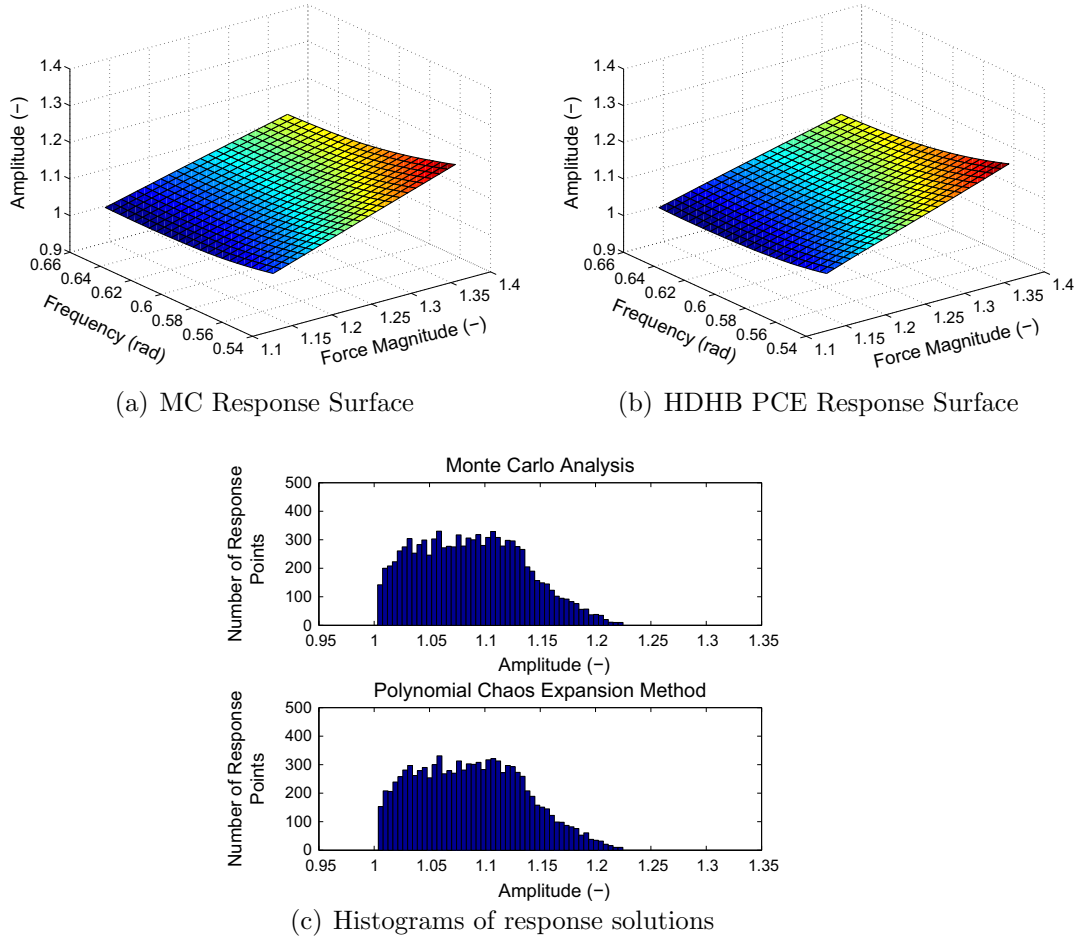 1.4
1.3
1.2
1.1
1
0.9
Amplitude (−)
0.66
0.64
0.62
0.6
0.58
0.56
0.54
Frequency (rad)
1.1
1.15
1.2
1.25
1.3
1.35
1.4
Force Magnitude (−)
(a) MC Response Surface
1.4
1.3
1.2
1.1
1
0.9
Amplitude (−)
0.66
0.64
0.62
0.6
0.58
0.56
0.54
Frequency (rad)
1.1
1.15
1.2
1.25
1.3
1.35
1.4
Force Magnitude (−)
(b) HDHB PCE Response Surface
Monte Carlo Analysis
Number of Response
Points
500
400
300
200
100
0
0.95 1 1.05 1.1 1.15 1.2 1.25 1.3 1.35
Amplitude (−)
Polynomial Chaos Expansion Method
Number of Response
Points
500
400
300
200
100
0
0.95 1 1.05 1.1 1.15 1.2 1.25 1.3 1.35
Amplitude (−)
(c) Histograms of response solutions